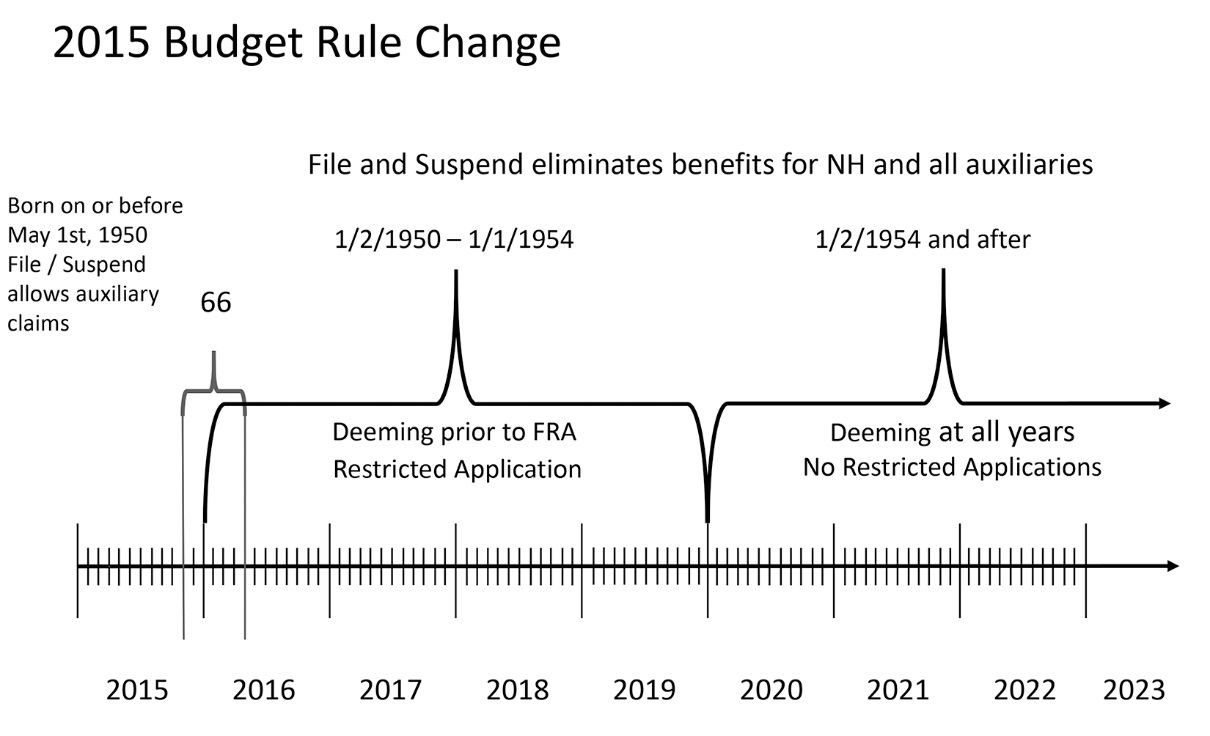 2015 Budget Rule Change
File and Suspend eliminates benefits for NH and all auxiliaries
Born on or before
May 1st, 1950
File / Suspend
allows auxiliary
claims
66
1/2/1950 – 1/1/1954
1/2/1954 and after
Deeming prior to FRA
Restricted Application
Deeming at all years
No Restricted Applications
2015
2016
2017
2018
2019
2020
2021
2022
2023